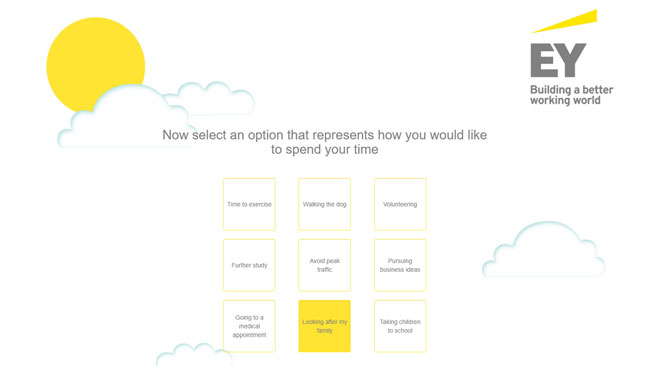 EY
Building a better
working world
Now select an option that represents how you would like
to spend your time
Time to exercise
Walking the dog
Volunteering
Further study
Avoid peak
traffic
Pursuing
business ideas
Going to a
medical
appointment
Looking after my
family
Taking children
to school